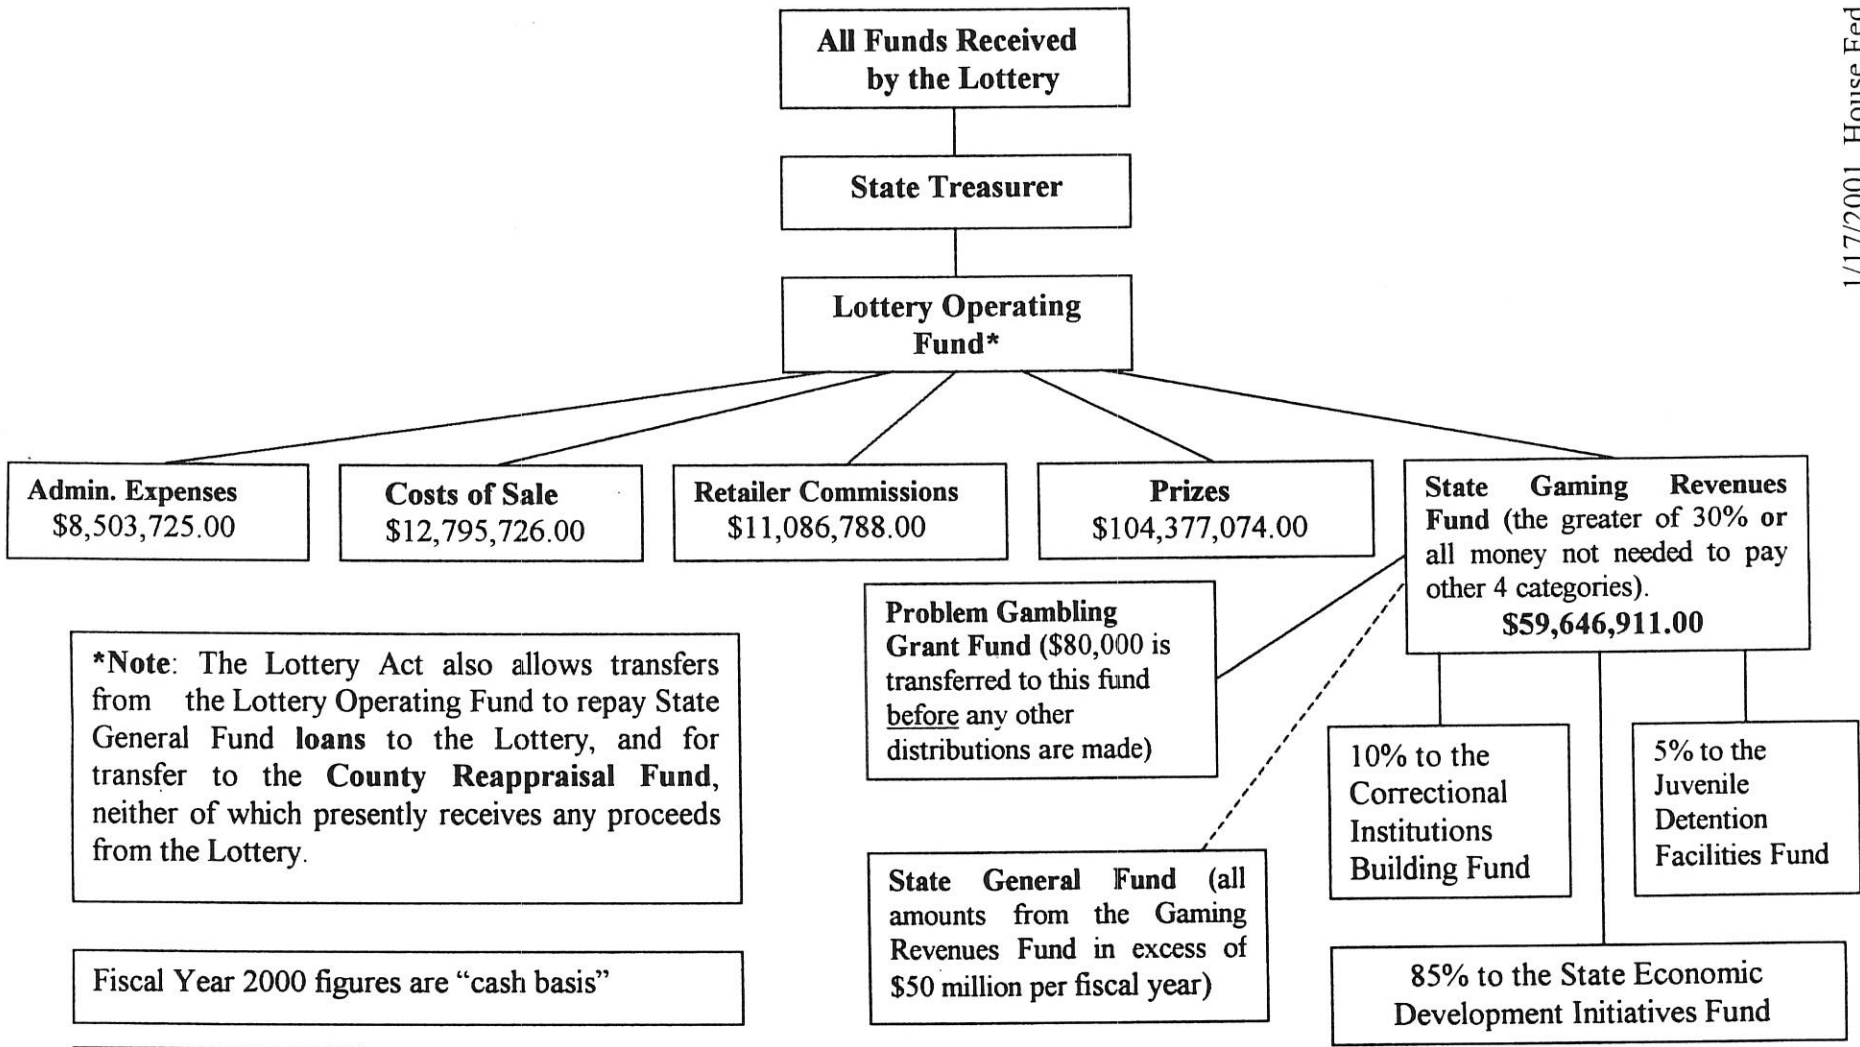 All Funds Received
by the Lottery
1/17/2001 House Fed
State Treasurer
Lottery Operating
Fund*
Admin. Expenses
$8,503,725.00
Costs of Sale
$12,795,726.00
Retailer Commissions
$11,086,788.00
Prizes
$104,377,074.00
State Gaming Revenues
Fund (the greater of 30% or
all money not needed to pay
other 4 categories).
$59,646,911.00
Problem Gambling
Grant Fund ($80,000 is
transferred to this fund
before any other
distributions are made)
*Note: The Lottery Act also allows transfers
from the Lottery Operating Fund to repay State
General Fund loans to the Lottery, and for
transfer to the County Reappraisal Fund,
neither of which presently receives any proceeds
from the Lottery.
10% to the
Correctional
Institutions
Building Fund
5% to the
Juvenile
Detention
Facilities Fund
State General Fund (all
amounts from the Gaming
Revenues Fund in excess of
$50 million per fiscal year)
Fiscal Year 2000 figures are “cash basis”
85% to the State Economic
Development Initiatives Fund